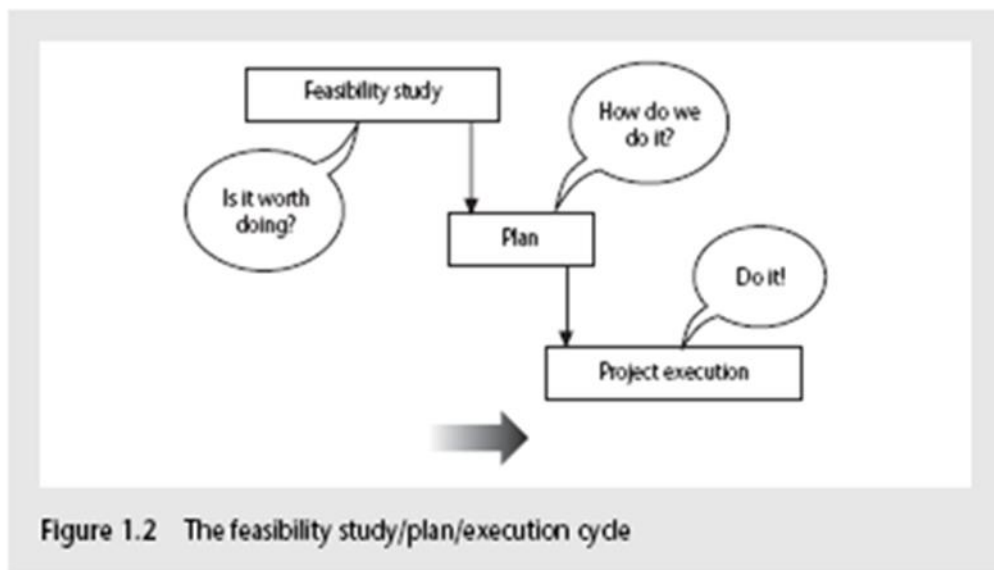 Feasibility study
How do we
do it?
Is it worth
doing?
Plan
Do it!
Project execution
Figure 1.2 The feasibility study/plan/execution cycle